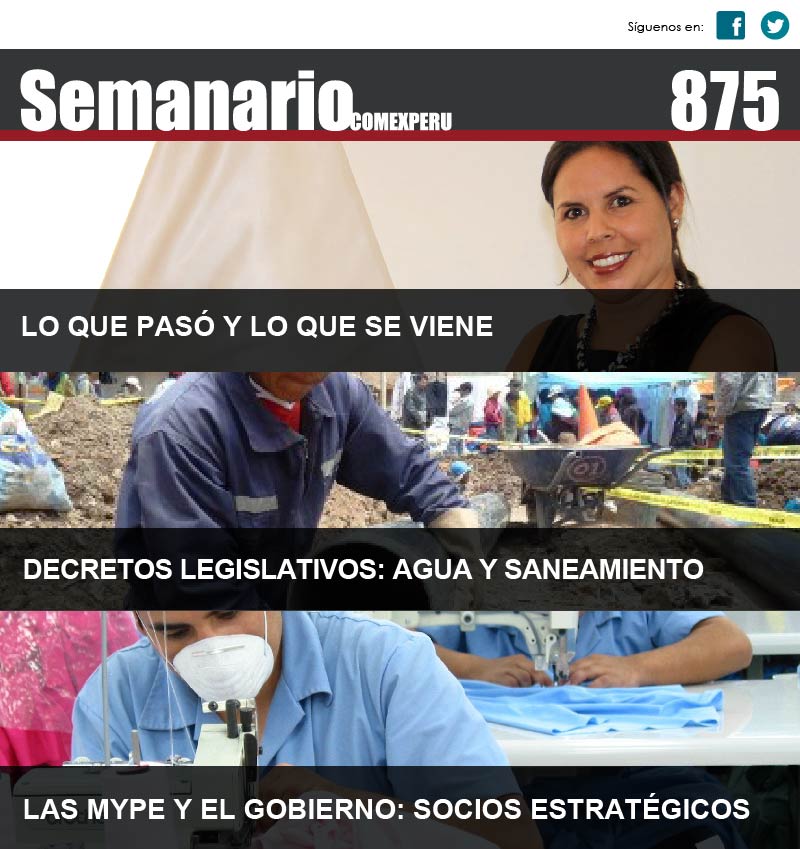 Síguenos en:
Semanario COMEXPERU 875
LO QUE PASÓ Y LO QUE SE VIENE
01
DECRETOS LEGISLATIVOS: AGUA Y SANEAMIENTO
LAS MYPE Y EL GOBIERNO: SOCIOS ESTRATÉGICOS